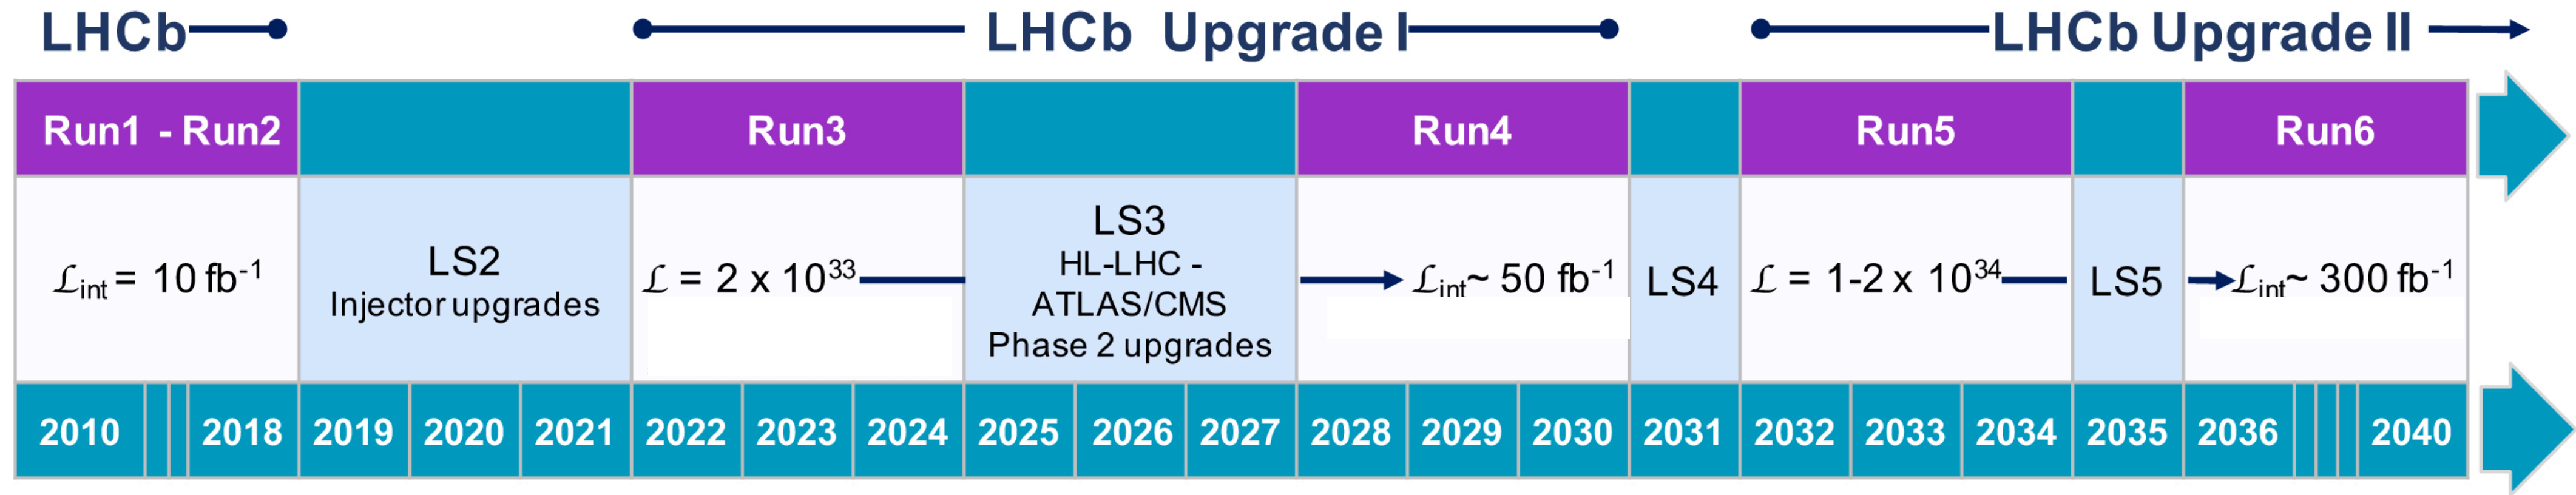 LHCb LHCb Upgrade I LHCb Upgrade II
Run1 - Run2 Run3 Run4 Run5 Run6
ℒint = 10 fb-1
LS2
Injector upgrades
ℒ = 2 x 10³³
LS3
HL-LHC -
ATLAS/CMS
Phase 2 upgrades
ℒint~ 50 fb-1
LS4
ℒ = 1-2 x 10³⁴
LS5
ℒint~ 300 fb-1
2010 2018 2019 2020 2021 2022 2023 2024 2025 2026 2027 2028 2029 2030 2031 2032 2033 2034 2035 2036 2040